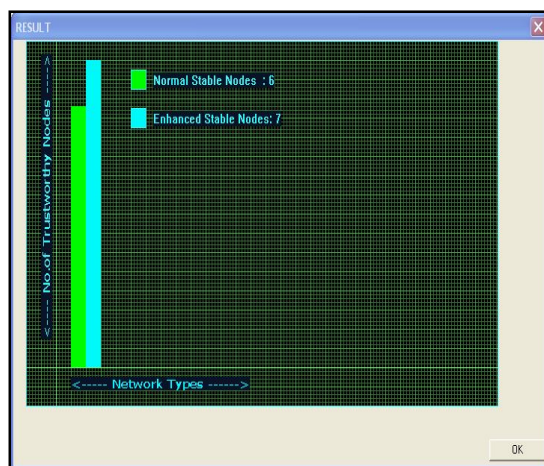 RESULT
Normal Stable Nodes : 6
Enhanced Stable Nodes: 7
<----- No.of Trustworthy Nodes ----->
<----- Network Types ------>
OK